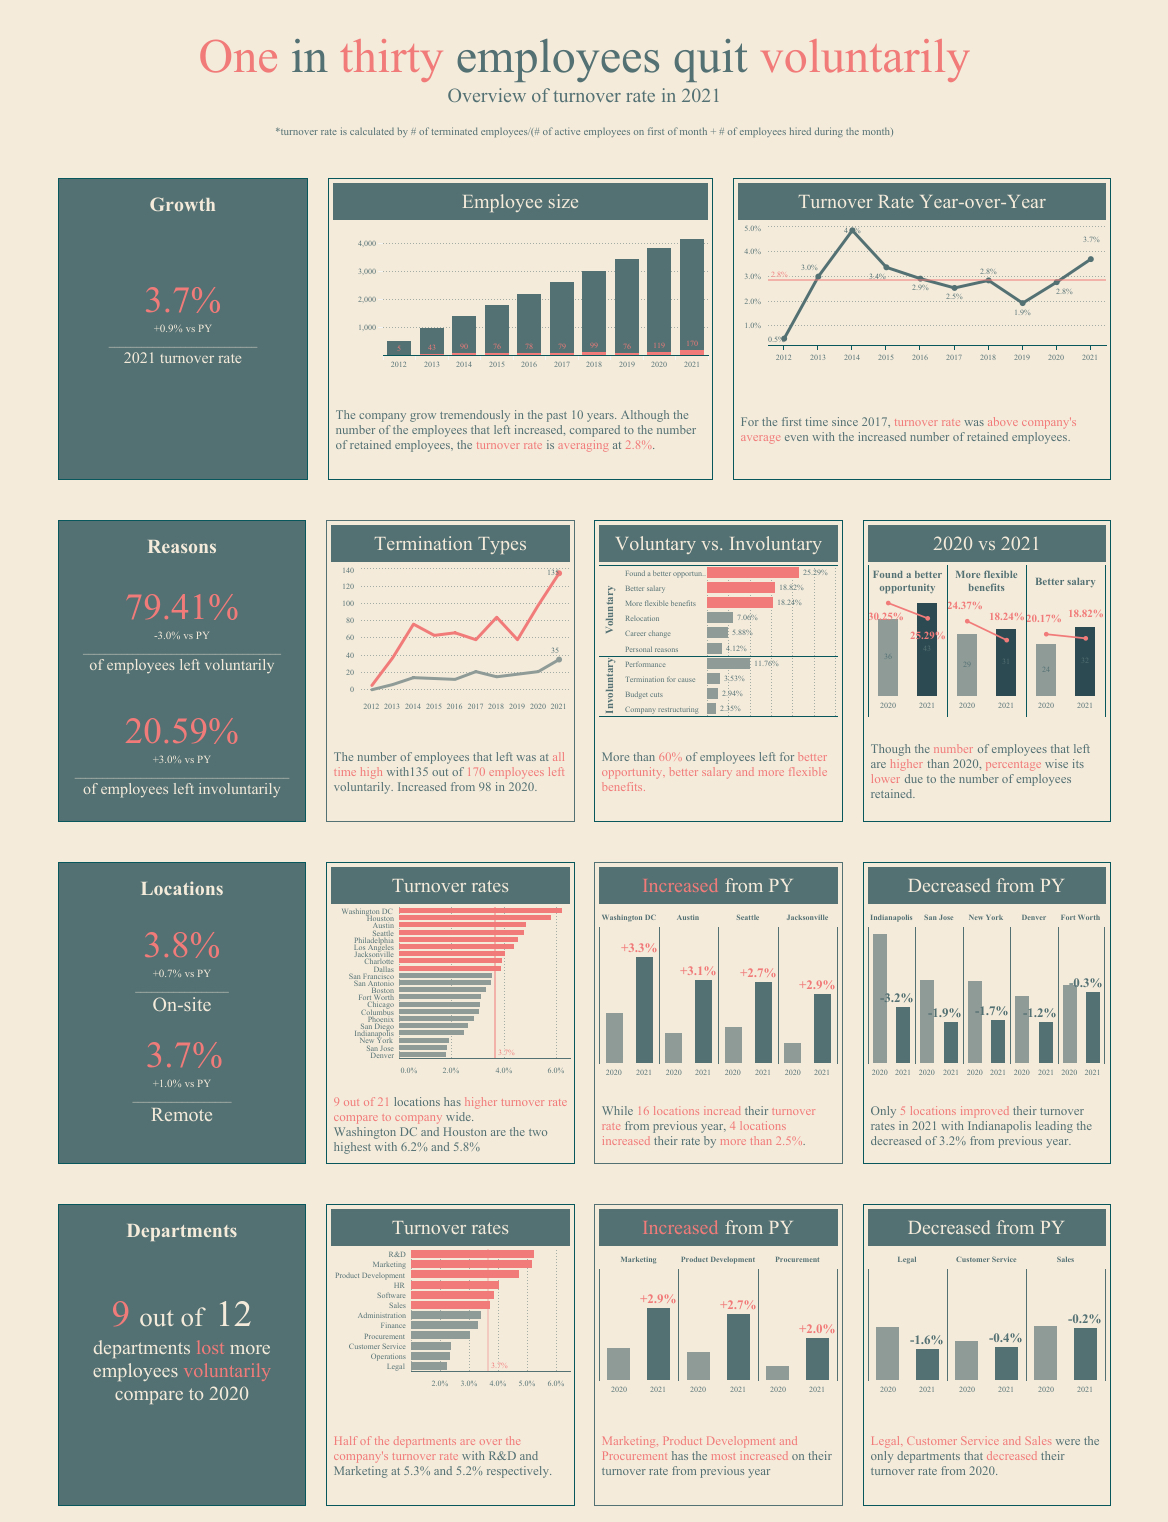 One in thirty employees quit voluntarily
Overview of turnover rate in 2021
*turnover rate is calculated by # of terminated employees/(# of active employees on first of month + # of employees hired during the month)
Growth
3.7%
+0.9% vs PY
2021 turnover rate
Employee size
4,000
3,000
2,000
1,000
5 43 90 76 78 79 99 76 119 170
2012 2013 2014 2015 2016 2017 2018 2019 2020 2021
The company grow tremendously in the past 10 years. Although the
number of the employees that left increased, compared to the number
of retained employees, the turnover rate is averaging at 2.8%.
Turnover Rate Year-over-Year
5.0%
4.0%
3.0%
2.0%
1.0%
2.8%
0.5% 3.0% 3.4% 2.9% 2.5% 2.8% 1.9% 2.8% 3.7%
2012 2013 2014 2015 2016 2017 2018 2019 2020 2021
For the first time since 2017, turnover rate was above company's
average even with the increased number of retained employees.
Reasons
79.41%
-3.0% vs PY
of employees left voluntarily
20.59%
+3.0% vs PY
of employees left involuntarily
Termination Types
140
120
100
80
60
40
20
0
135
35
2012 2013 2014 2015 2016 2017 2018 2019 2020 2021
The number of employees that left was at all
time high with135 out of 170 employees left
voluntarily. Increased from 98 in 2020.
Voluntary vs. Involuntary
Voluntary
Found a better opportun.. 25.29%
Better salary 18.82%
More flexible benefits 18.24%
Relocation 7.06%
Career change 5.88%
Personal reasons 4.12%
Involuntary
Performance 11.76%
Termination for cause 3.53%
Budget cuts 2.94%
Company restructuring 2.35%
More than 60% of employees left for better
opportunity, better salary and more flexible
benefits.
2020 vs 2021
Found a better
opportunity
More flexible
benefits
Better salary
30.25% 25.29% 24.37% 18.24% 20.17% 18.82%
36 43 29 31 24 32
2020 2021 2020 2021 2020 2021
Though the number of employees that left
are higher than 2020, percentage wise its
lower due to the number of employees
retained.
Locations
3.8%
+0.7% vs PY
On-site
3.7%
+1.0% vs PY
Remote
Turnover rates
Washington DC
Houston
Austin
Seattle
Philadelphia
Los Angeles
Jacksonville
Charlotte
Dallas
San Francisco
San Antonio
Boston
Fort Worth
Chicago
Columbus
Phoenix
San Diego
Indianapolis
New York
San Jose
Denver
3.7%
0.0% 2.0% 4.0% 6.0%
9 out of 21 locations has higher turnover rate
compare to company wide.
Washington DC and Houston are the two
highest with 6.2% and 5.8%
Increased from PY
Washington DC Austin Seattle Jacksonville
+3.3% +3.1% +2.7% +2.9%
2020 2021 2020 2021 2020 2021 2020 2021
While 16 locations incread their turnover
rate from previous year, 4 locations
increased their rate by more than 2.5%.
Decreased from PY
Indianapolis San Jose New York Denver Fort Worth
-3.2% -1.9% -1.7% -1.2% -0.3%
2020 2021 2020 2021 2020 2021 2020 2021 2020 2021
Only 5 locations improved their turnover
rates in 2021 with Indianapolis leading the
decreased of 3.2% from previous year.
Departments
9 out of 12
departments lost more
employees voluntarily
compare to 2020
Turnover rates
R&D
Marketing
Product Development
HR
Software
Sales
Administration
Finance
Procurement
Customer Service
Operations
Legal
3.7%
2.0% 3.0% 4.0% 5.0% 6.0%
Half of the departments are over the
company's turnover rate with R&D and
Marketing at 5.3% and 5.2% respectively.
Increased from PY
Marketing Product Development Procurement
+2.9% +2.7% +2.0%
2020 2021 2020 2021 2020 2021
Marketing, Product Development and
Procurement has the most increased on their
turnover rate from previous year
Decreased from PY
Legal Customer Service Sales
-1.6% -0.4% -0.2%
2020 2021 2020 2021 2020 2021
Legal, Customer Service and Sales were the
only departments that decreased their
turnover rate from 2020.